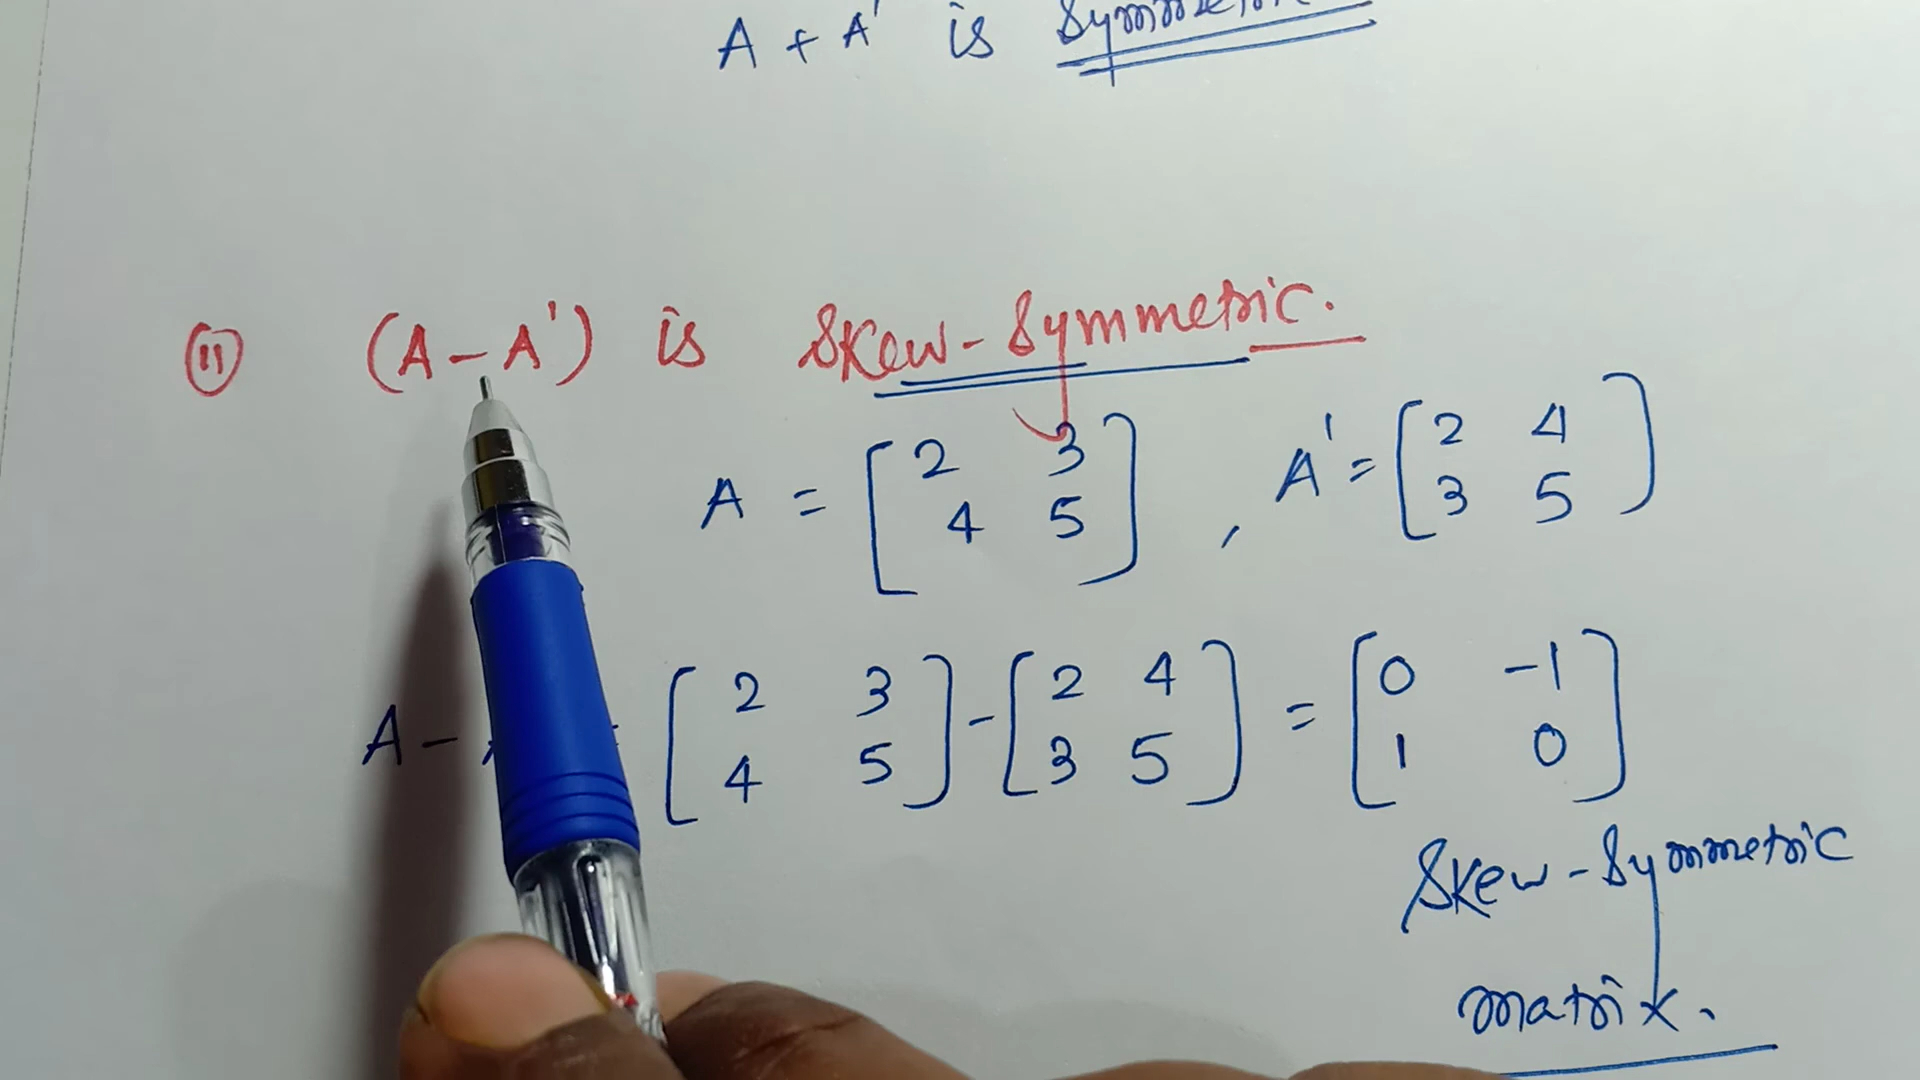 A + A' is Symmetric
(ii) (A - A') is Skew-Symmetric.
A = [2 3 4 5] , A' = [2 4 3 5]
A - = [2 3 4 5] - [2 4 3 5] = [0 -1 1 0]
Skew-Symmetric
matrix.